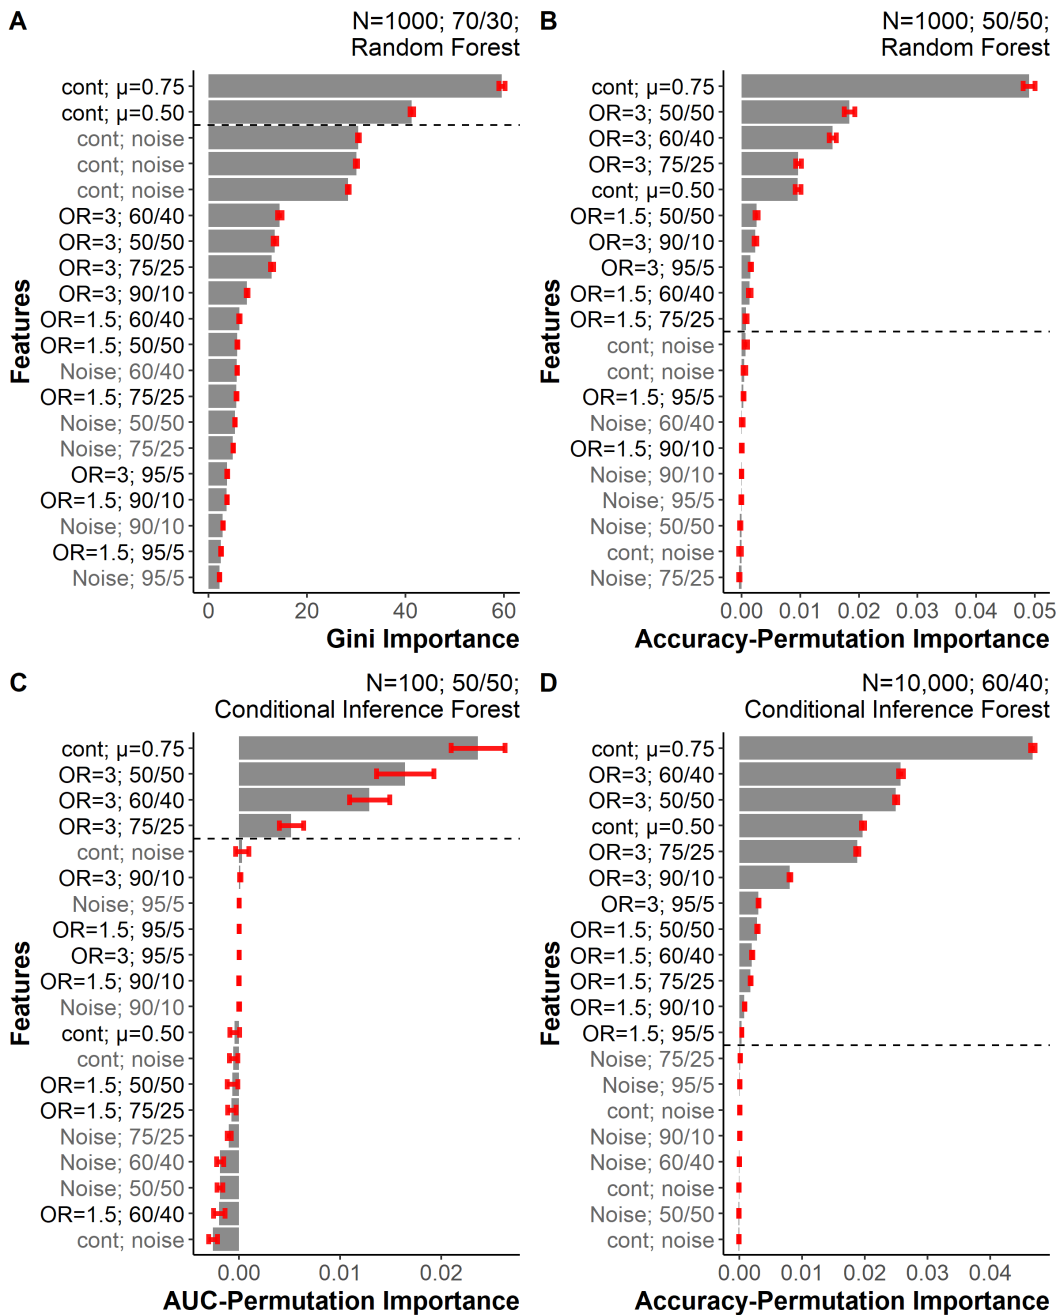 A
N=1000; 70/30;
Random Forest
cont; μ=0.75
cont; μ=0.50
cont; noise
cont; noise
cont; noise
OR=3; 60/40
OR=3; 50/50
OR=3; 75/25
OR=3; 90/10
OR=1.5; 60/40
OR=1.5; 50/50
Noise; 60/40
OR=1.5; 75/25
Noise; 50/50
Noise; 75/25
OR=3; 95/5
OR=1.5; 90/10
Noise; 90/10
OR=1.5; 95/5
Noise; 95/5
Features
0 20 40 60
Gini Importance
B
N=1000; 50/50;
Random Forest
cont; μ=0.75
OR=3; 50/50
OR=3; 60/40
OR=3; 75/25
cont; μ=0.50
OR=1.5; 50/50
OR=3; 90/10
OR=3; 95/5
OR=1.5; 60/40
OR=1.5; 75/25
cont; noise
cont; noise
OR=1.5; 95/5
Noise; 60/40
OR=1.5; 90/10
Noise; 90/10
Noise; 95/5
Noise; 50/50
cont; noise
Noise; 75/25
Features
0.00 0.01 0.02 0.03 0.04 0.05
Accuracy-Permutation Importance
C
N=100; 50/50;
Conditional Inference Forest
cont; μ=0.75
OR=3; 50/50
OR=3; 60/40
OR=3; 75/25
cont; noise
OR=3; 90/10
Noise; 95/5
OR=1.5; 95/5
OR=3; 95/5
OR=1.5; 90/10
Noise; 90/10
cont; μ=0.50
cont; noise
OR=1.5; 50/50
OR=1.5; 75/25
Noise; 75/25
Noise; 60/40
Noise; 50/50
OR=1.5; 60/40
cont; noise
Features
0.00 0.01 0.02
AUC-Permutation Importance
D
N=10,000; 60/40;
Conditional Inference Forest
cont; μ=0.75
OR=3; 60/40
OR=3; 50/50
cont; μ=0.50
OR=3; 75/25
OR=3; 90/10
OR=3; 95/5
OR=1.5; 50/50
OR=1.5; 60/40
OR=1.5; 75/25
OR=1.5; 90/10
OR=1.5; 95/5
Noise; 75/25
Noise; 95/5
cont; noise
Noise; 90/10
Noise; 60/40
cont; noise
Noise; 50/50
cont; noise
Features
0.00 0.01 0.02 0.03 0.04
Accuracy-Permutation Importance